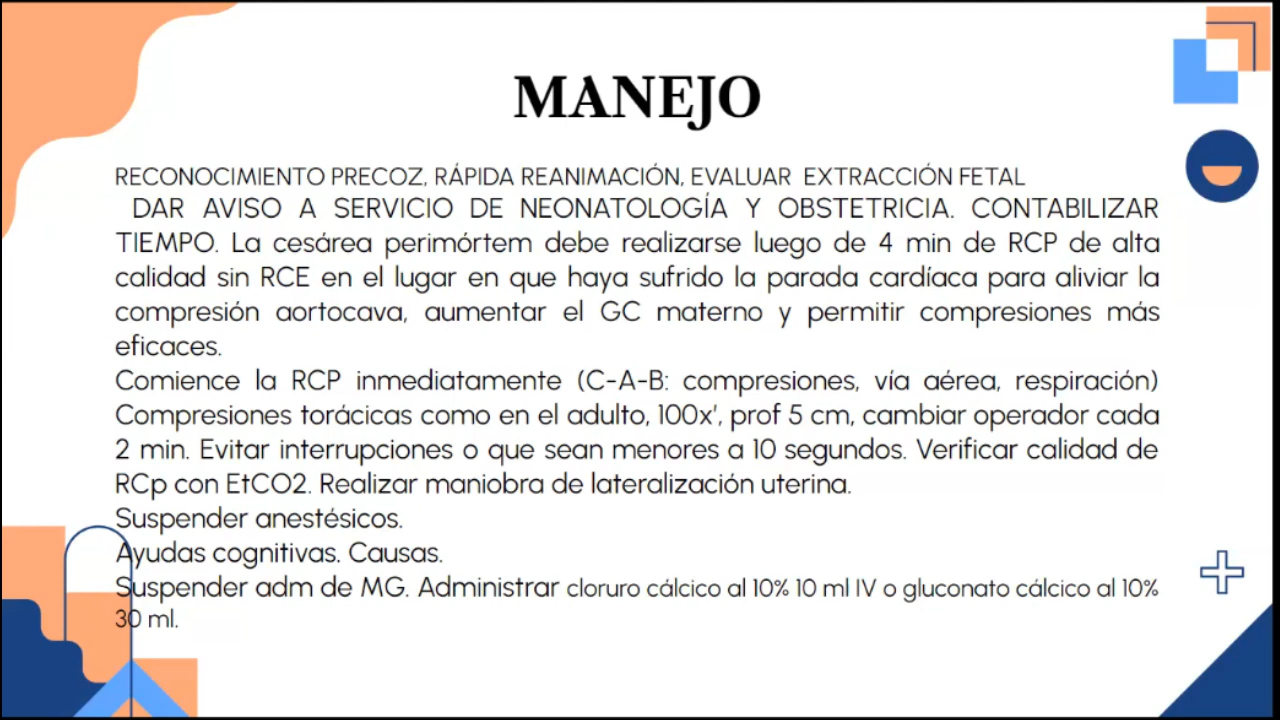 MANEJO
RECONOCIMIENTO PRECOZ, RÁPIDA REANIMACIÓN, EVALUAR EXTRACCIÓN FETAL
DAR AVISO A SERVICIO DE NEONATOLOGÍA Y OBSTETRICIA. CONTABILIZAR
TIEMPO. La cesárea perimórtem debe realizarse luego de 4 min de RCP de alta
calidad sin RCE en el lugar en que haya sufrido la parada cardíaca para aliviar la
compresión aortocava, aumentar el GC materno y permitir compresiones más
eficaces.
Comience la RCP inmediatamente (C-A-B: compresiones, vía aérea, respiración)
Compresiones torácicas como en el adulto, 100x', prof 5 cm, cambiar operador cada
2 min. Evitar interrupciones o que sean menores a 10 segundos. Verificar calidad de
RCp con EtCO2. Realizar maniobra de lateralización uterina.
Suspender anestésicos.
Ayudas cognitivas. Causas.
Suspender adm de MG. Administrar cloruro cálcico al 10% 10 ml IV o gluconato cálcico al 10%
30 ml.